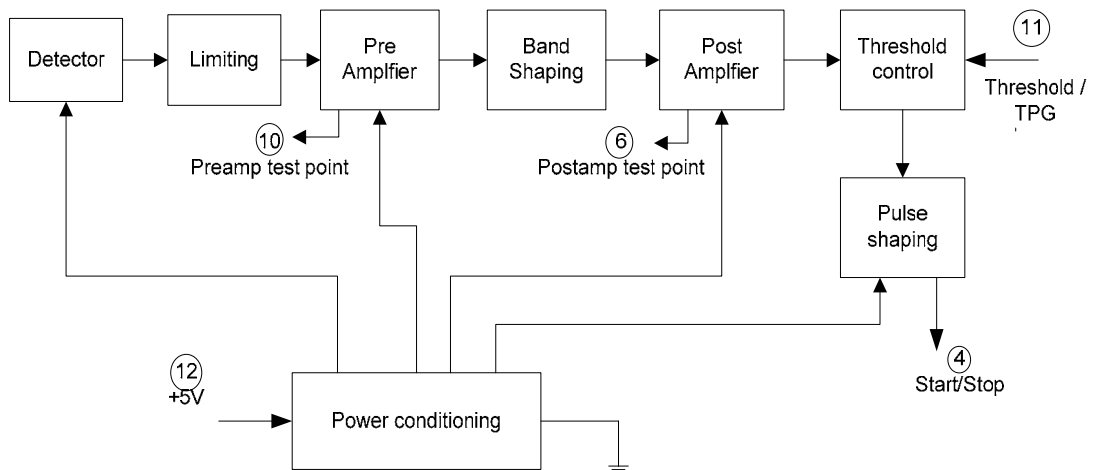 Detector
Limiting
Pre
Amplfier
Band
Shaping
Post
Amplfier
Threshold
control
11
Threshold /
TPG
10
Preamp test point
6
Postamp test point
Pulse
shaping
4
Start/Stop
12
+5V
Power conditioning